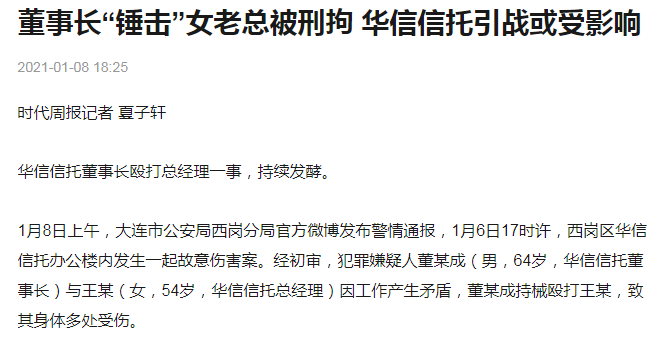 董事长“锤击”女老总被刑拘 华信信托引战或受影响
2021-01-08 18:25
时代周报记者 夏子轩
华信信托董事长殴打总经理一事，持续发酵。
1月8日上午，大连市公安局西岗分局官方微博发布警情通报，1月6日17时许，西岗区华信
信托办公楼内发生一起故意伤害案。经初审，犯罪嫌疑人董某成（男，64岁，华信信托董
事长）与王某（女，54岁，华信信托总经理）因工作产生矛盾，董某成持械殴打王某，致
其身体多处受伤。